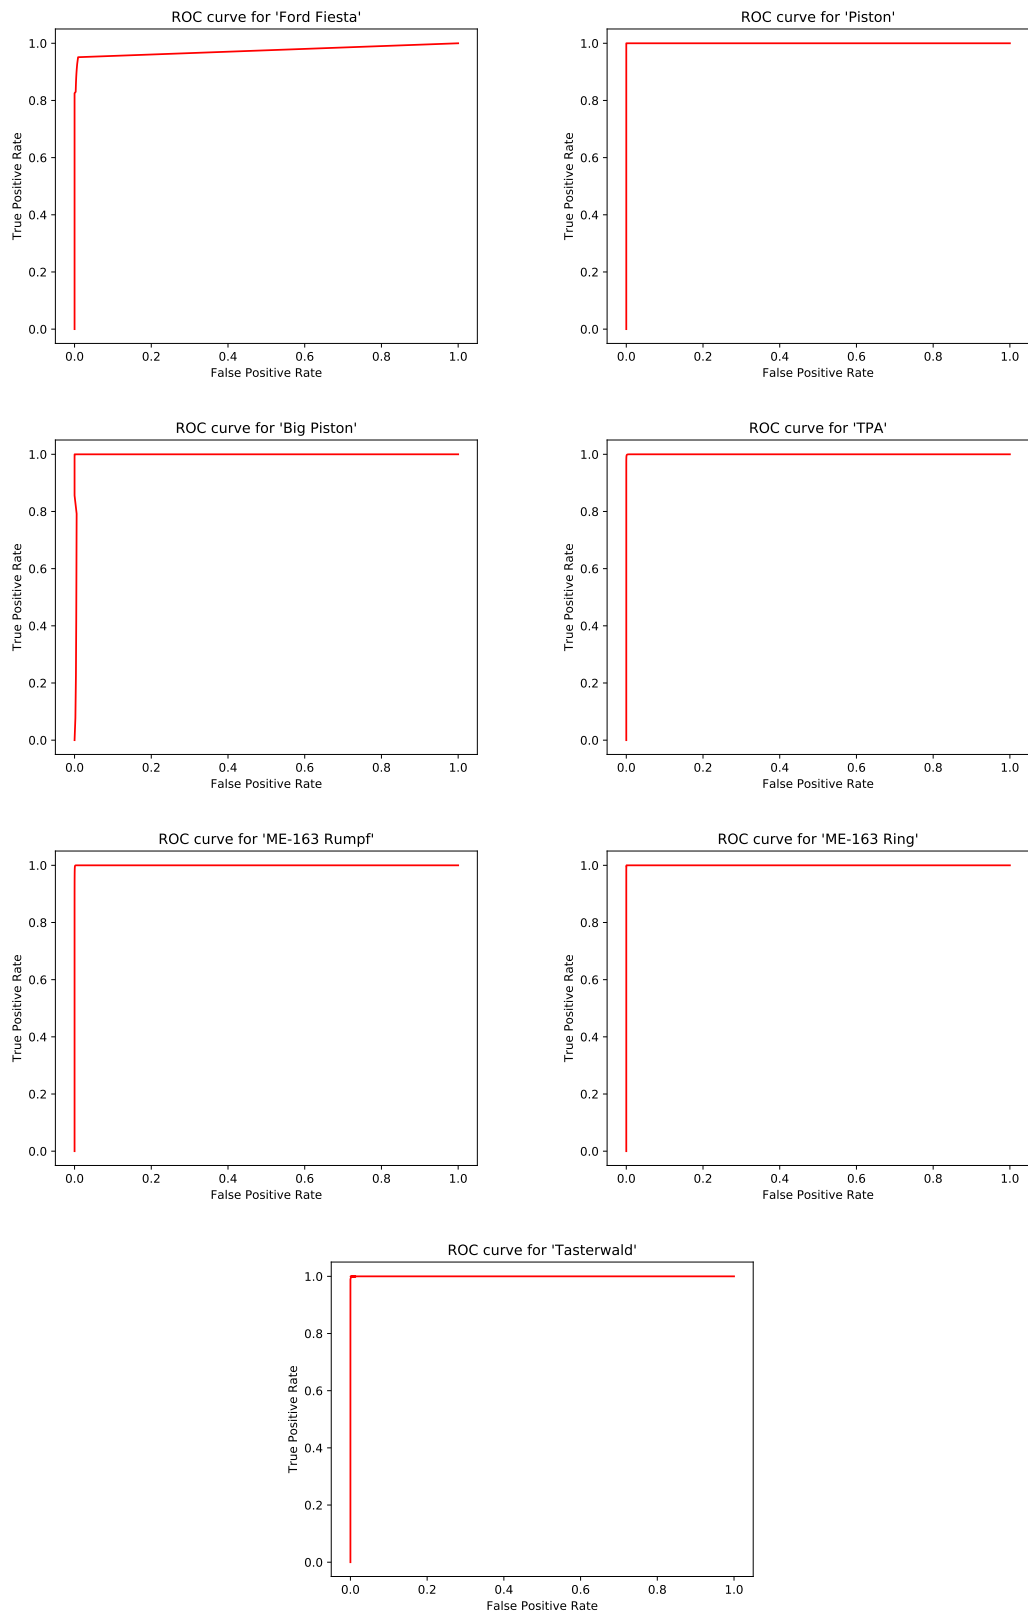 ROC curve for 'Ford Fiesta'
1.0
0.8
0.6
0.4
0.2
0.0
True Positive Rate
0.0 0.2 0.4 0.6 0.8 1.0
False Positive Rate
ROC curve for 'Piston'
1.0
0.8
0.6
0.4
0.2
0.0
True Positive Rate
0.0 0.2 0.4 0.6 0.8 1.0
False Positive Rate
ROC curve for 'Big Piston'
1.0
0.8
0.6
0.4
0.2
0.0
True Positive Rate
0.0 0.2 0.4 0.6 0.8 1.0
False Positive Rate
ROC curve for 'TPA'
1.0
0.8
0.6
0.4
0.2
0.0
True Positive Rate
0.0 0.2 0.4 0.6 0.8 1.0
False Positive Rate
ROC curve for 'ME-163 Rumpf'
1.0
0.8
0.6
0.4
0.2
0.0
True Positive Rate
0.0 0.2 0.4 0.6 0.8 1.0
False Positive Rate
ROC curve for 'ME-163 Ring'
1.0
0.8
0.6
0.4
0.2
0.0
True Positive Rate
0.0 0.2 0.4 0.6 0.8 1.0
False Positive Rate
ROC curve for 'Tasterwald'
1.0
0.8
0.6
0.4
0.2
0.0
True Positive Rate
0.0 0.2 0.4 0.6 0.8 1.0
False Positive Rate